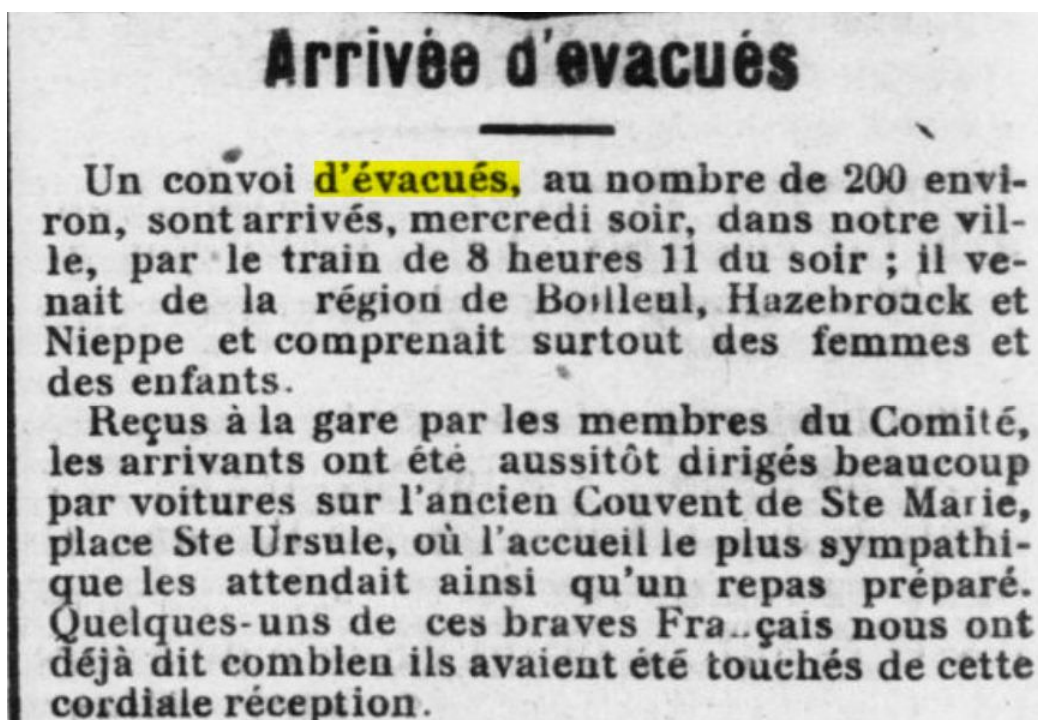 Arrivée d'evacués
Un convoi d'évacués, au nombre de 200 envi-
ron, sont arrivés, mercredi soir, dans notre vil-
le, par le train de 8 heures 11 du soir ; il ve-
nait de la région de Boilleul, Hazebrouck et
Nieppe et comprenait surtout des femmes et
des enfants.
Reçus à la gare par les membres du Comité,
les arrivants ont été aussitôt dirigés beaucoup
par voitures sur l'ancien Couvent de Ste Marie,
place Ste Ursule, où l'accueil le plus sympathi-
que les attendait ainsi qu'un repas préparé.
Quelques-uns de ces braves Fra..çais nous ont
déjà dit combien ils avaient été touchés de cette
cordiale réception.